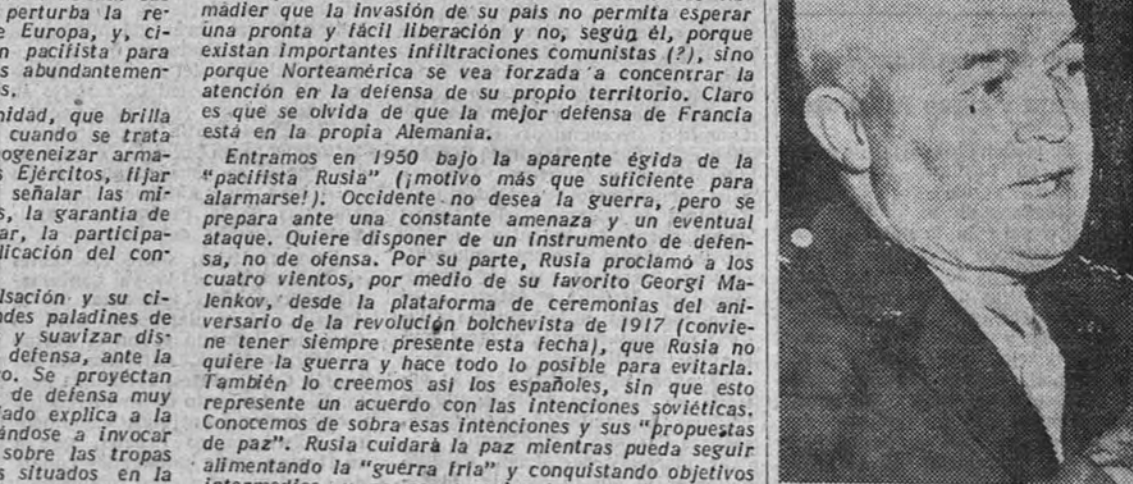 perturba la re-
Europa, y, ci-
n pacifista para
s abundantemen-
s.
nidad, que brilla
cuando se trata
ogeneizar arma-
s Ejércitos, fijar
señalar las mi-
s, la garantía de
ar, la participa-
licación del con-
lsación y su ci-
ndes paladines de
y suavizar dis-
defensa, ante la
o. Se proyéctan
de defensa muy
iado explica a la
ándose a invocar
sobre las tropas
s situados en la
madier que la invasión de su país no permita esperar
una pronta y fácil liberación y no, según él, porque
existan importantes infiltraciones comunistas (?), sino
porque Norteamérica se vea forzada a concentrar la
atención en la defensa de su propio territorio. Claro
es que se olvida de que la mejor defensa de Francia
está en la propia Alemania.
Entramos en 1950 bajo la aparente égida de la
"pacifista Rusia" (¡motivo más que suficiente para
alarmarse!). Occidente no desea la guerra, pero se
prepara ante una constante amenaza y un eventual
ataque. Quiere disponer de un instrumento de defen-
sa, no de ofensa. Por su parte, Rusia proclamó a los
cuatro vientos, por medio de su favorito Georgi Ma-
lenkov, desde la plataforma de ceremonias del ani-
versario de la revolución bolchevista de 1917 (convie-
ne tener siempre presente esta fecha), que Rusia no
quiere la guerra y hace todo lo posible para evitarla.
También lo creemos así los españoles, sin que esto
represente un acuerdo con las intenciones soviéticas.
Conocemos de sobra esas intenciones y sus "propuestas
de paz". Rusia cuidará la paz mientras pueda seguir
alimentando la "guerra fría" y conquistando objetivos